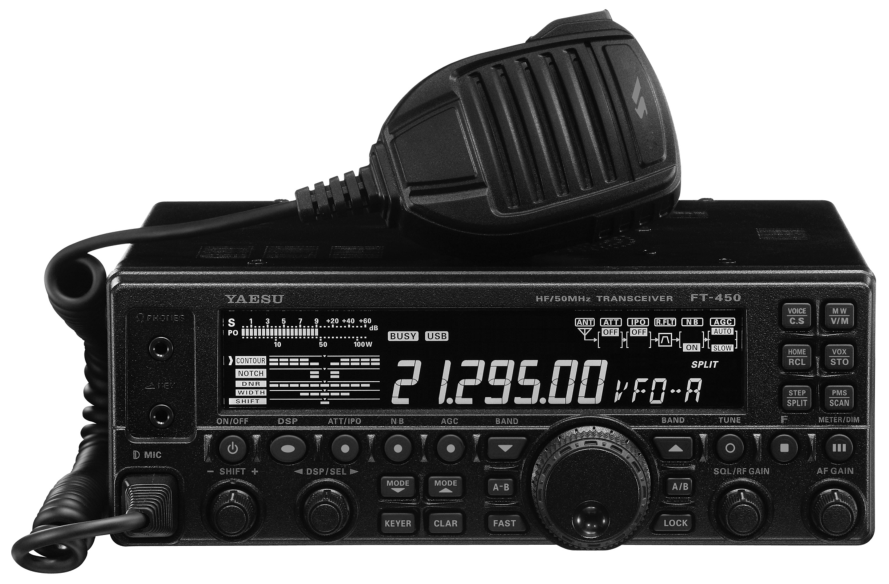 YAESU HF/50MHz TRANSCEIVER FT-450
PHONES
KEY
MIC
S 1 3 5 7 9 +20 +40 +60 dB
PO
10 50 100W
BUSY USB
ANT ATT IPO R.FLT N B AGC
OFF OFF ON AUTO
SLOW
CONTOUR
NOTCH
DNR
WIDTH
SHIFT
21.295.00 VFO-A
SPLIT
VOICE C.S
M W V/M
HOME RCL
VOX STO
STEP SPLIT
PMS SCAN
ON/OFF DSP ATT/IPO N B AGC BAND BAND TUNE F METER/DIM
- SHIFT + ◄ DSP/SEL ► MODE MODE A-B A/B SQL/RF GAIN AF GAIN
KEYER CLAR FAST LOCK